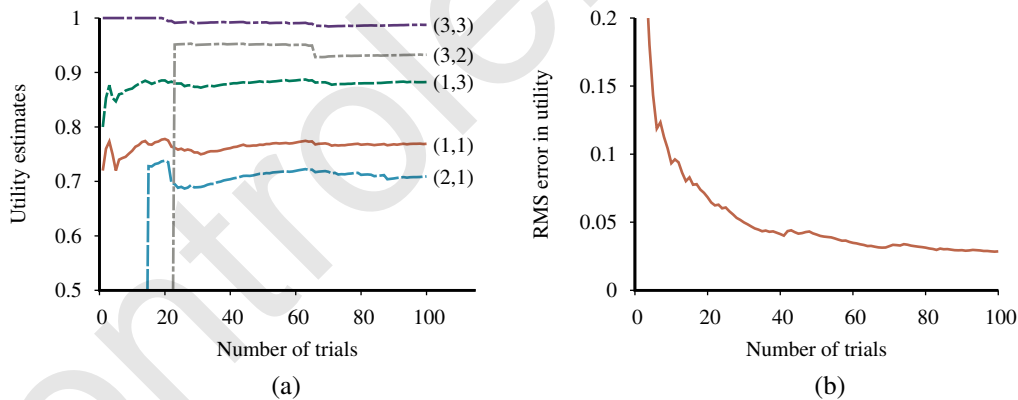 1
0.9
0.8
0.7
0.6
0.5
0 20 40 60 80 100
Utility estimates
Number of trials
(3,3)
(3,2)
(1,3)
(1,1)
(2,1)
(a)
0.2
0.15
0.1
0.05
0
0 20 40 60 80 100
RMS error in utility
Number of trials
(b)